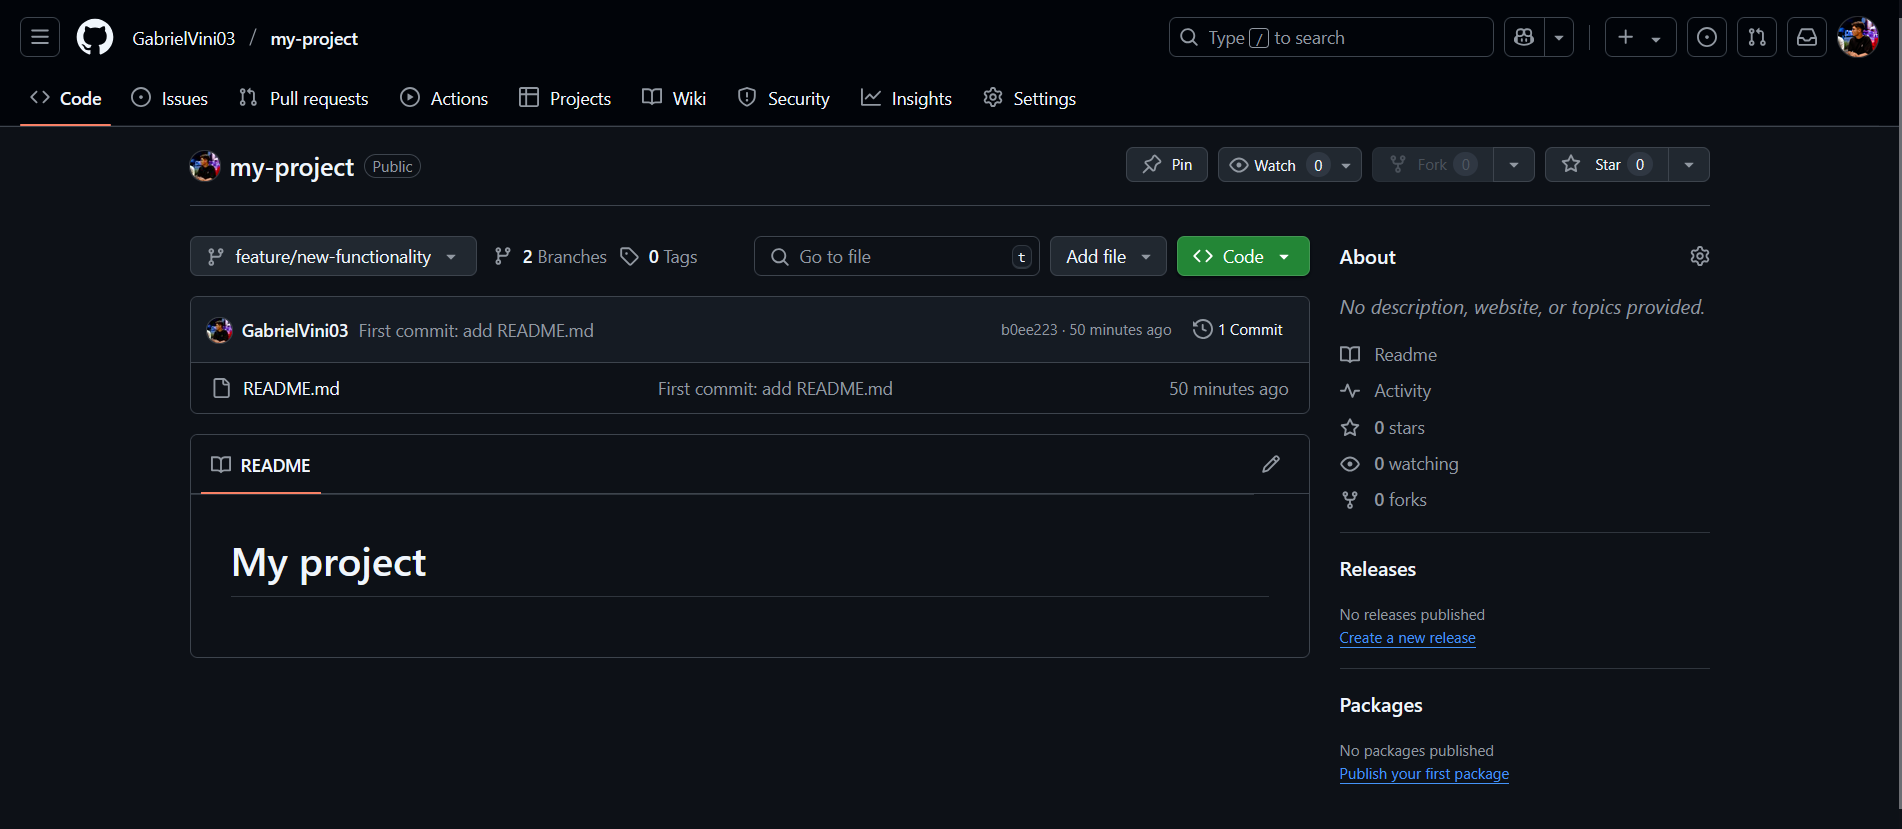 GabrielVini03 / my-project
Type / to search
Code Issues Pull requests Actions Projects Wiki Security Insights Settings
my-project Public
Pin Watch 0 Fork 0 Star 0
feature/new-functionality 2 Branches 0 Tags Go to file t Add file Code
GabrielVini03 First commit: add README.md b0ee223 · 50 minutes ago 1 Commit
README.md First commit: add README.md 50 minutes ago
README
My project
About
No description, website, or topics provided.
Readme
Activity
0 stars
0 watching
0 forks
Releases
No releases published
Create a new release
Packages
No packages published
Publish your first package